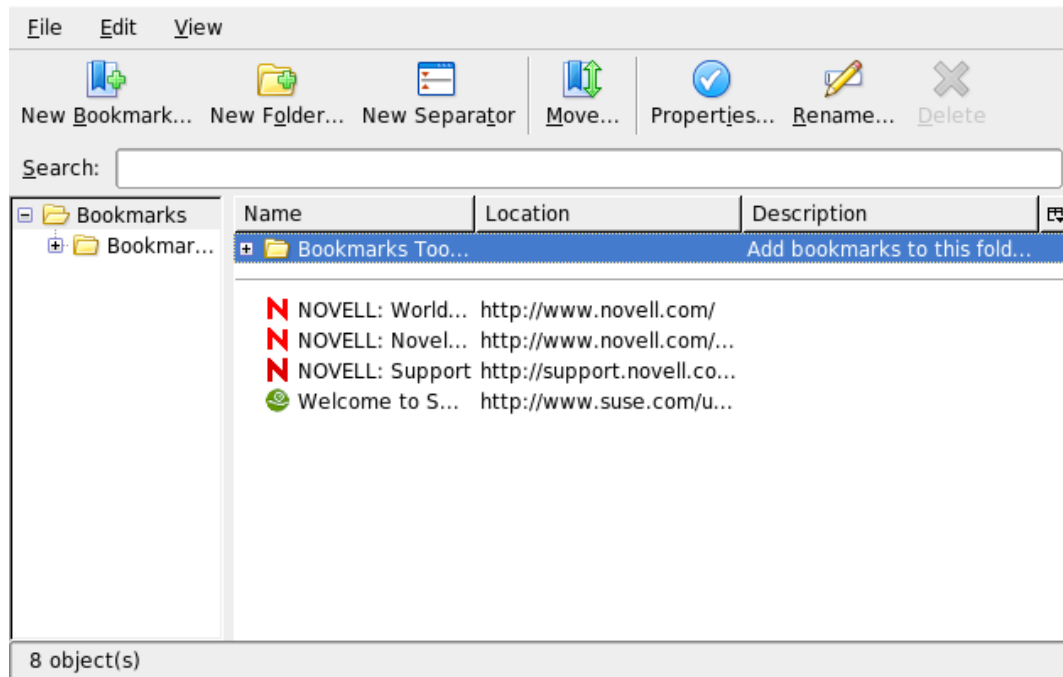 File Edit View
New Bookmark... New Folder... New Separator Move... Properties... Rename... Delete
Search:
Bookmarks
Bookmar...
Name Location Description
Bookmarks Too... Add bookmarks to this fold...
NOVELL: World... http://www.novell.com/
NOVELL: Novel... http://www.novell.com/...
NOVELL: Support http://support.novell.co...
Welcome to S... http://www.suse.com/u...
8 object(s)